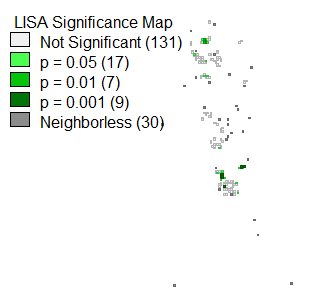 LISA Significance Map
Not Significant (131)
p = 0.05 (17)
p = 0.01 (7)
p = 0.001 (9)
Neighborless (30)